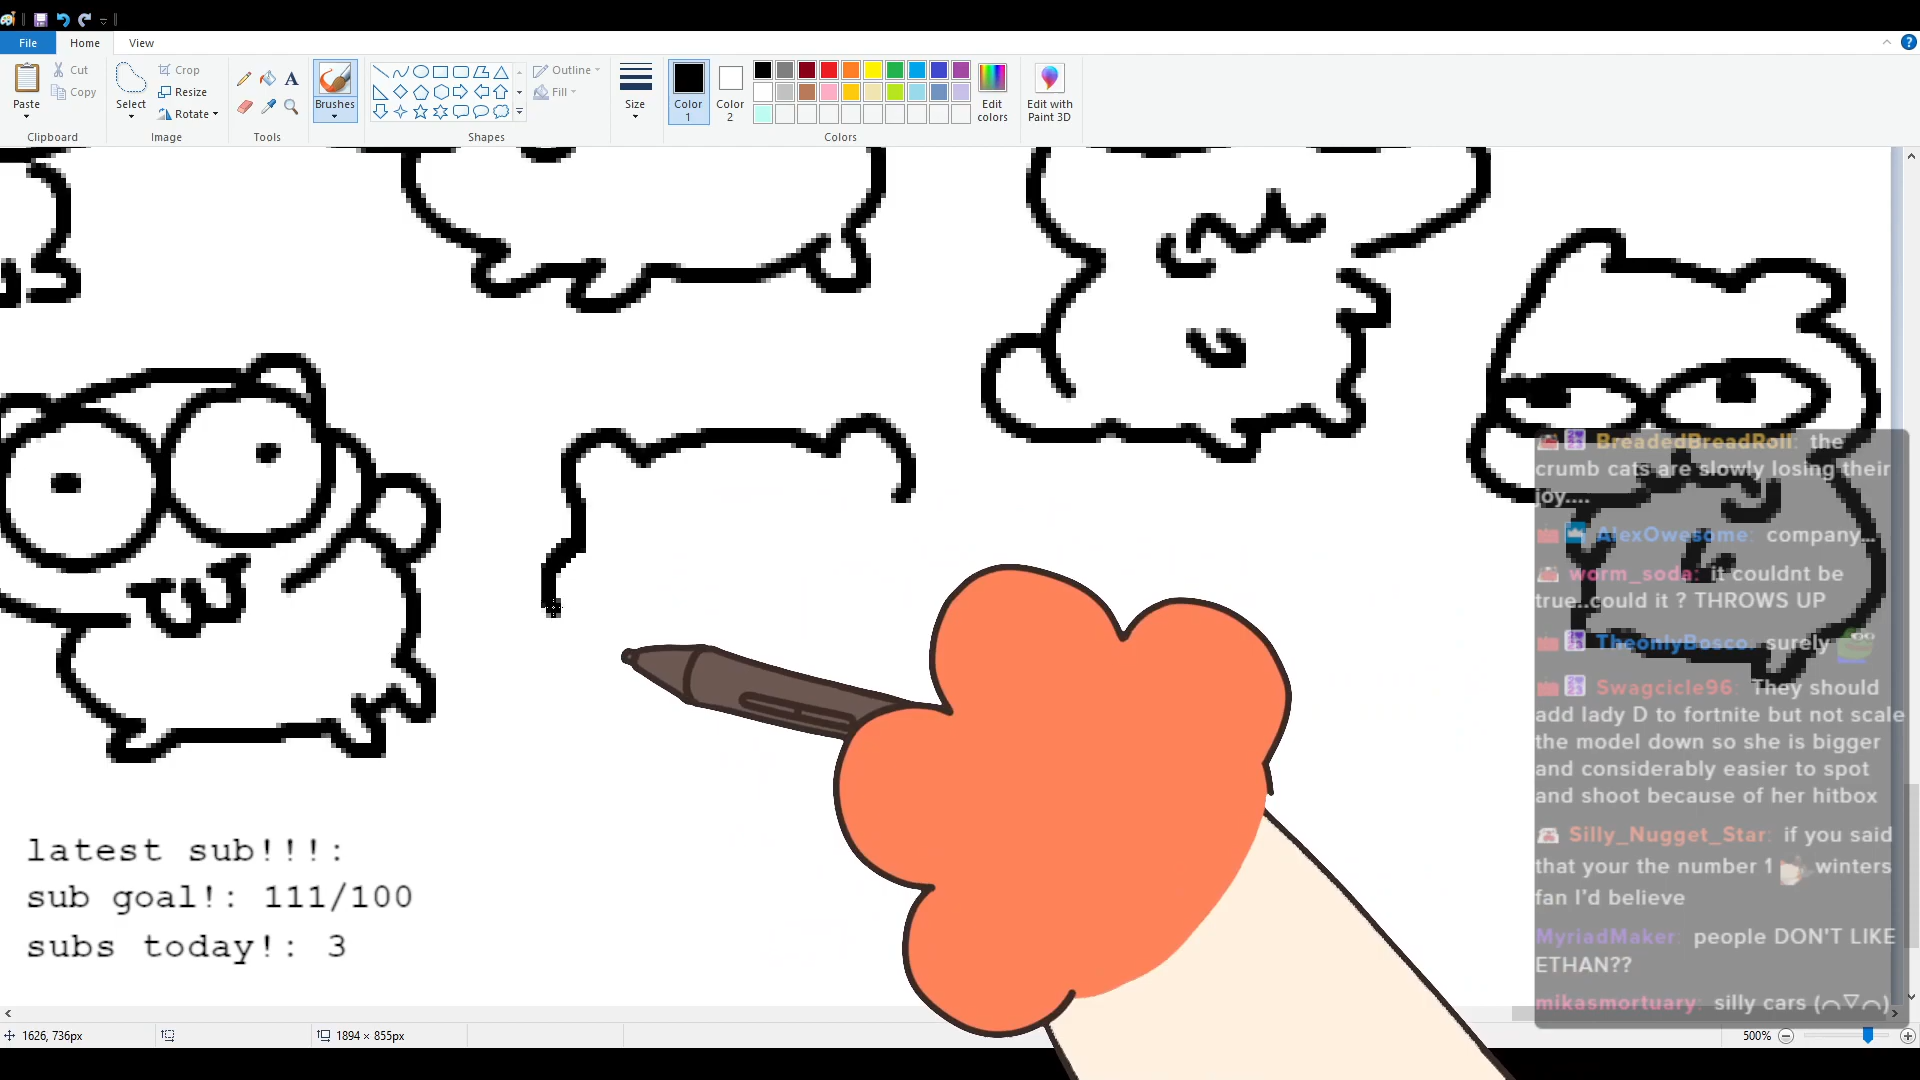 File Home View
Paste Cut Copy
Select Crop Resize Rotate
Brushes
Outline Fill
Size
Color 1
Color 2
Edit colors
Edit with Paint 3D
Clipboard Image Tools Shapes Colors
BreadedBreadRoll: the
crumb cats are slowly losing their
joy....
AlexOwesome: company...
worm_soda: it couldnt be
true..could it ? THROWS UP
TheonlyBosco: surely
Swagcicle96: They should
add lady D to fortnite but not scale
the model down so she is bigger
and considerably easier to spot
and shoot because of her hitbox
Silly_Nugget_Star: if you said
that your the number 1 winters
fan I'd believe
MyriadMaker: people DON'T LIKE
ETHAN??
mikasmortuary: silly cars (⌒▽⌒)
latest sub!!!:
sub goal!: 111/100
subs today!: 3
1626, 736px 1894 × 855px 500%